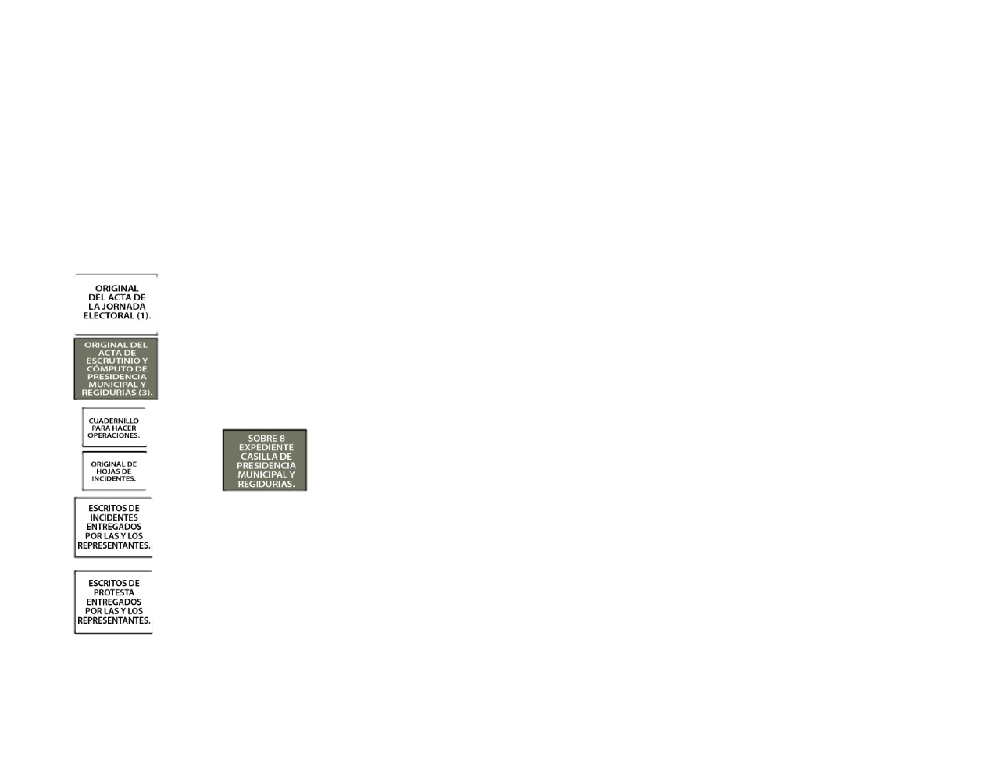 ORIGINAL
DEL ACTA DE
LA JORNADA
ELECTORAL (1).
ORIGINAL DEL
ACTA DE
ESCRUTINIO Y
CÓMPUTO DE
PRESIDENCIA
MUNICIPAL Y
REGIDURIAS (3).
CUADERNILLO
PARA HACER
OPERACIONES.
ORIGINAL DE
HOJAS DE
INCIDENTES.
ESCRITOS DE
INCIDENTES
ENTREGADOS
POR LAS Y LOS
REPRESENTANTES.
ESCRITOS DE
PROTESTA
ENTREGADOS
POR LAS Y LOS
REPRESENTANTES.
SOBRE 8
EXPEDIENTE
CASILLA DE
PRESIDENCIA
MUNICIPAL Y
REGIDURIAS.